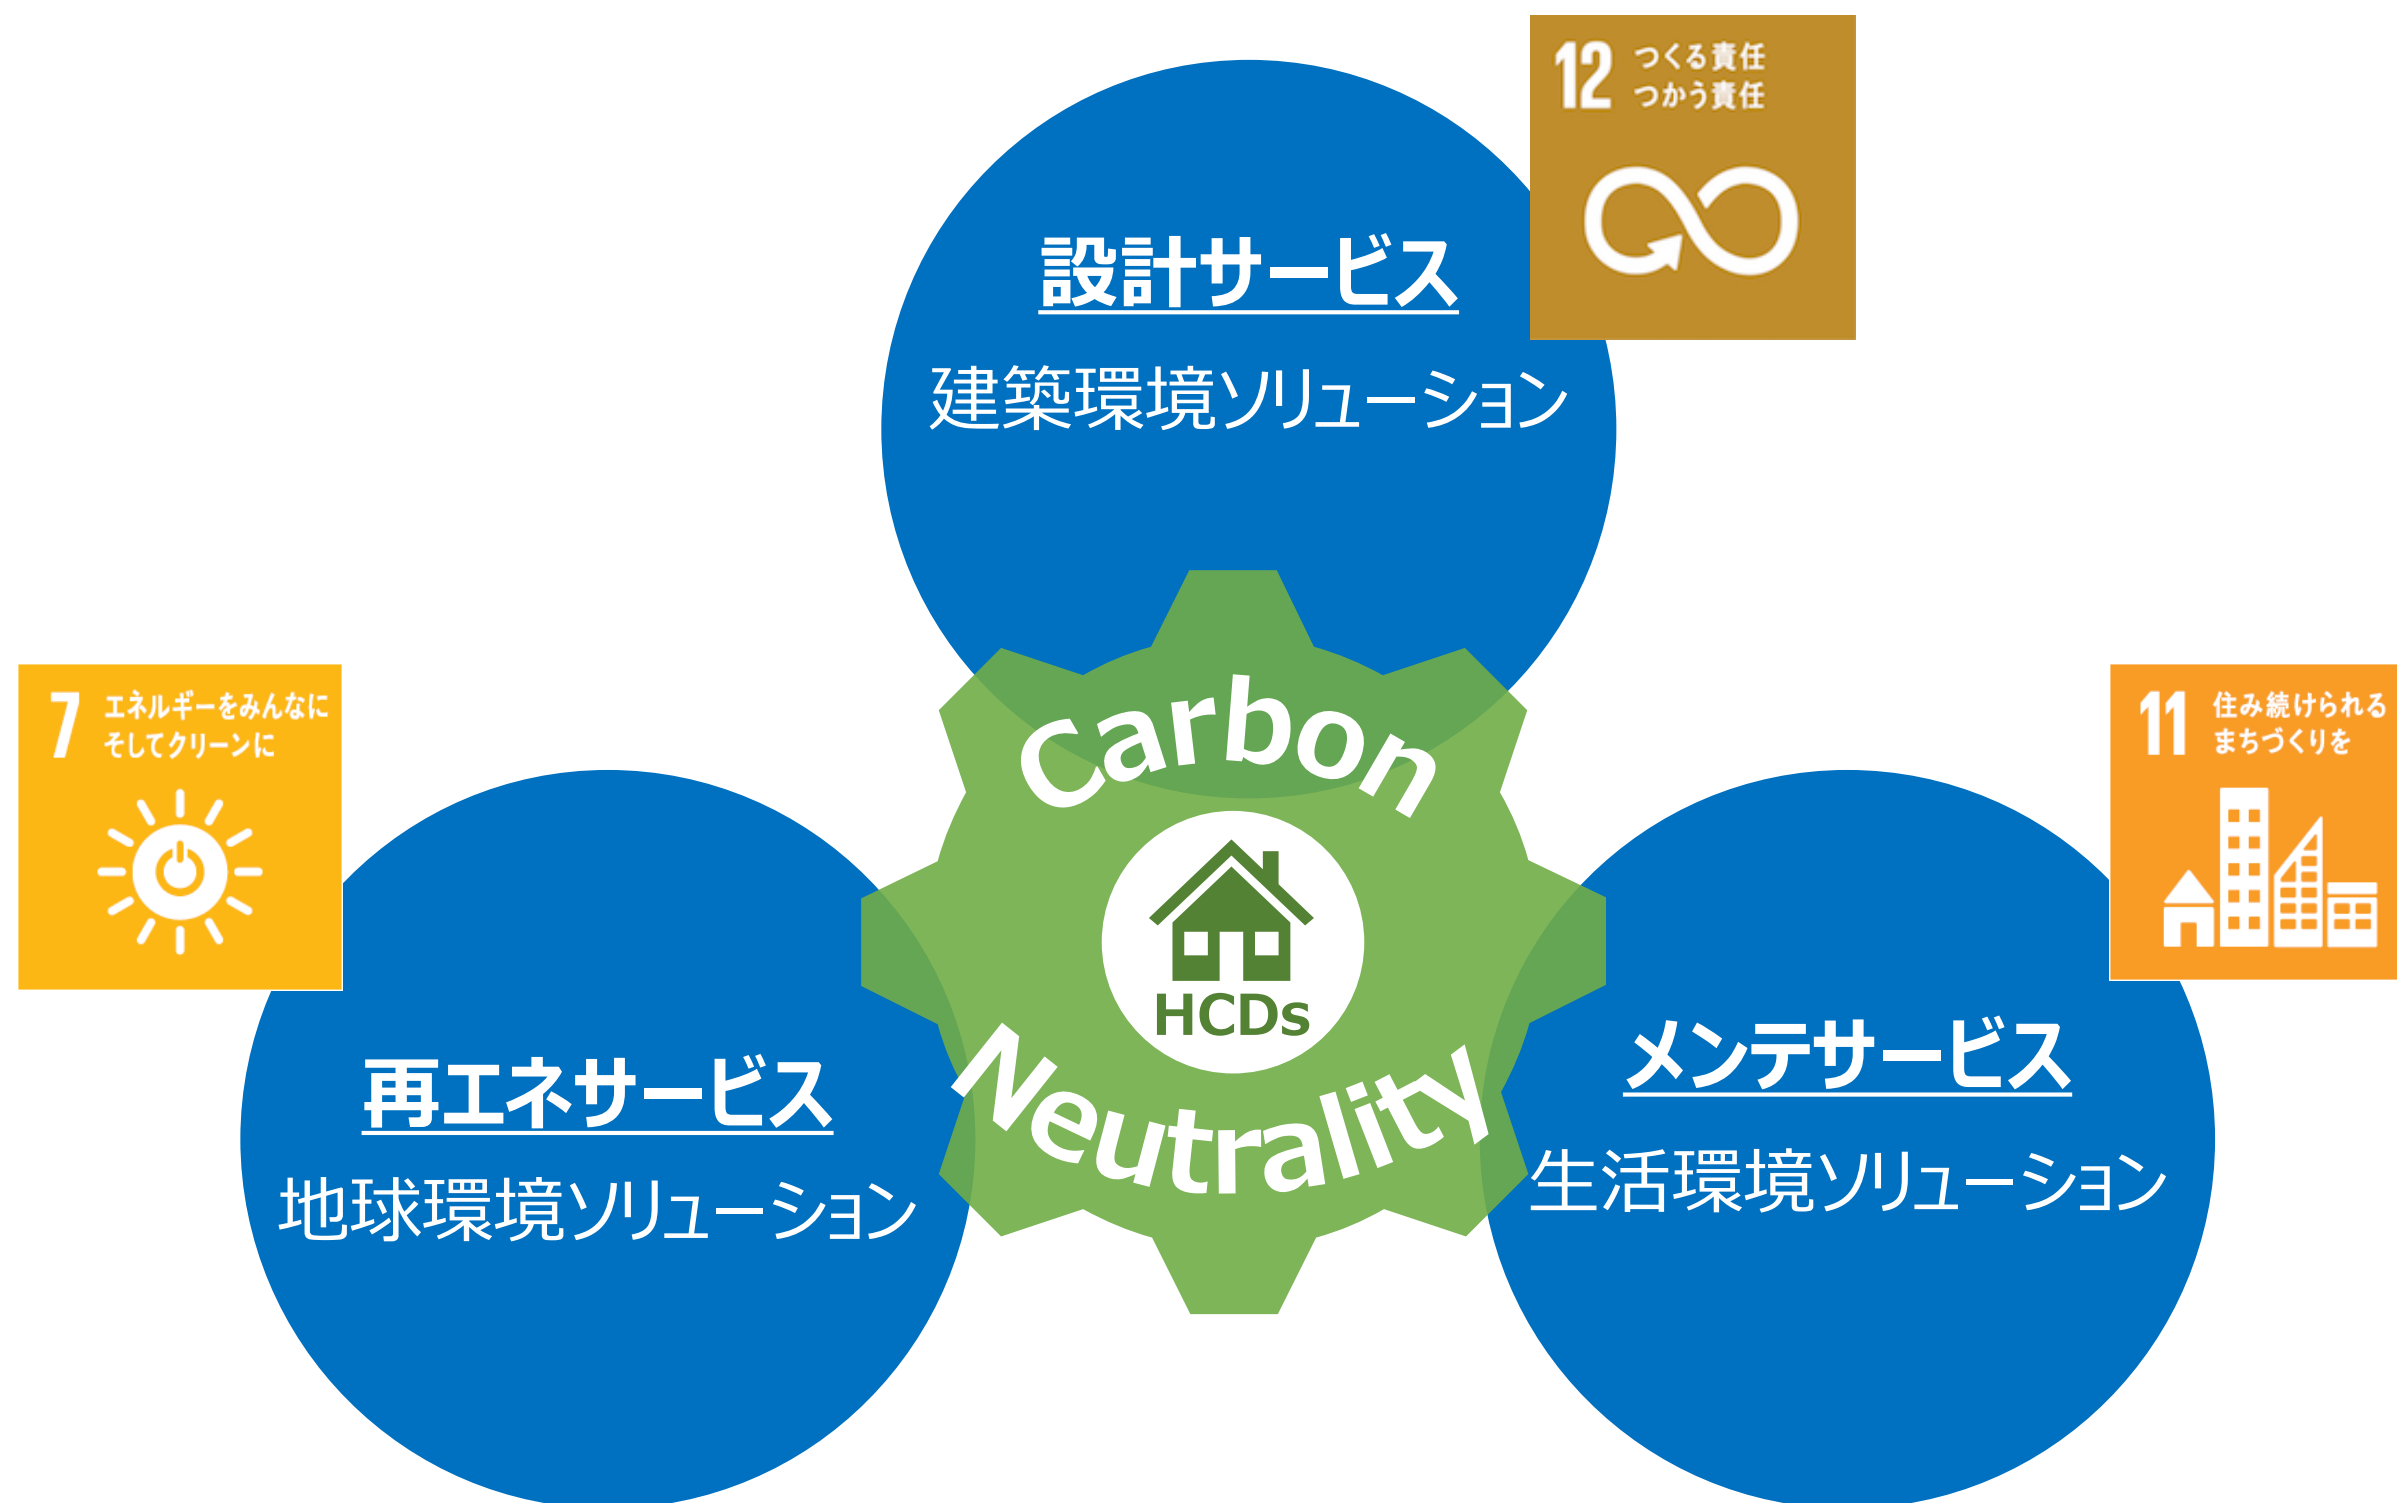 12 つくる責任
つかう責任
設計サービス
建築環境ソリューション
7 エネルギーをみんなに
そしてクリーンに
再エネサービス
地球環境ソリューション
Carbon
HCDs
Neutrality
11 住み続けられる
まちづくりを
メンテサービス
生活環境ソリューション